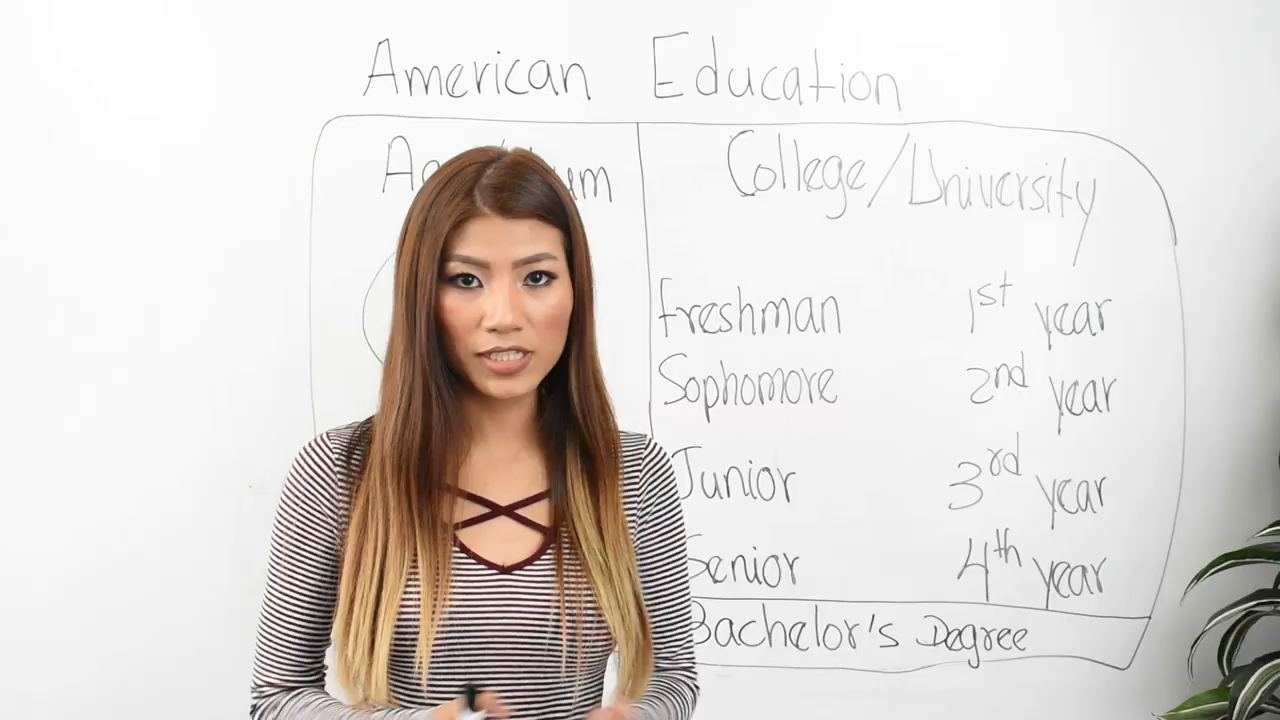 American Education
College/University
Freshman 1st year
Sophomore 2nd year
Junior 3rd year
Senior 4th year
Bachelor's Degree